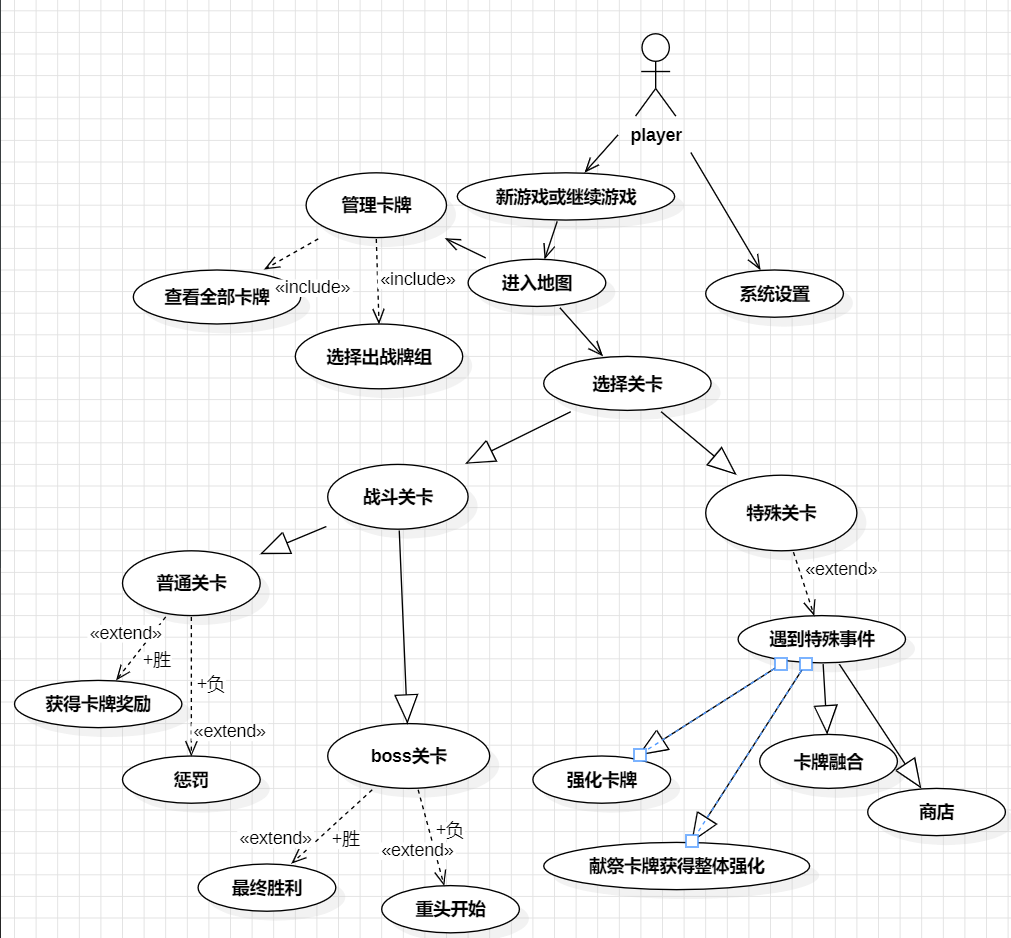 player
新游戏或继续游戏
管理卡牌
进入地图
系统设置
«include»
«include»
查看全部卡牌
选择出战牌组
选择关卡
战斗关卡
特殊关卡
«extend»
普通关卡
«extend»
+胜
+负
遇到特殊事件
获得卡牌奖励
«extend»
惩罚
boss关卡
强化卡牌
卡牌融合
商店
«extend»
+胜
+负
«extend»
献祭卡牌获得整体强化
最终胜利
重头开始